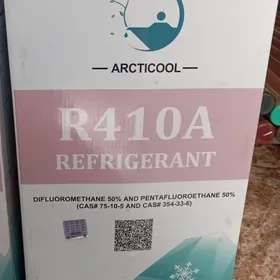 — ARCTICOOL —
R410A
REFRIGERANT
DIFLUOROMETHANE 50% AND PENTAFLUOROETHANE 50%
(CAS# 75-10-5 AND CAS# 354-33-6)